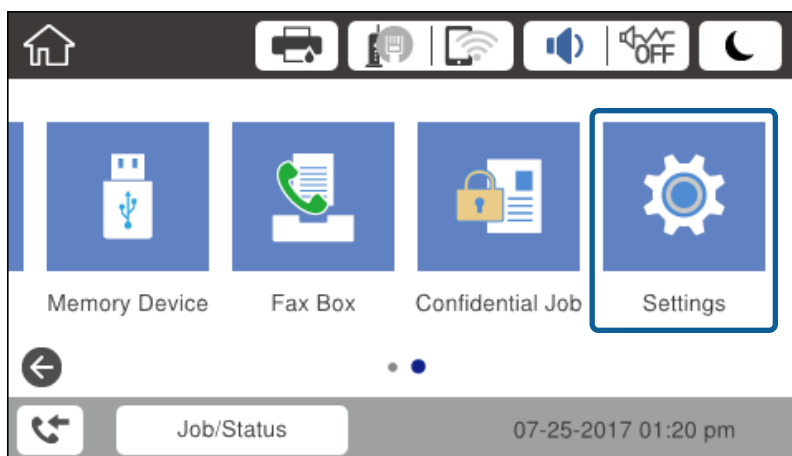 OFF
Memory Device
Fax Box
Confidential Job
Settings
Job/Status
07-25-2017 01:20 pm